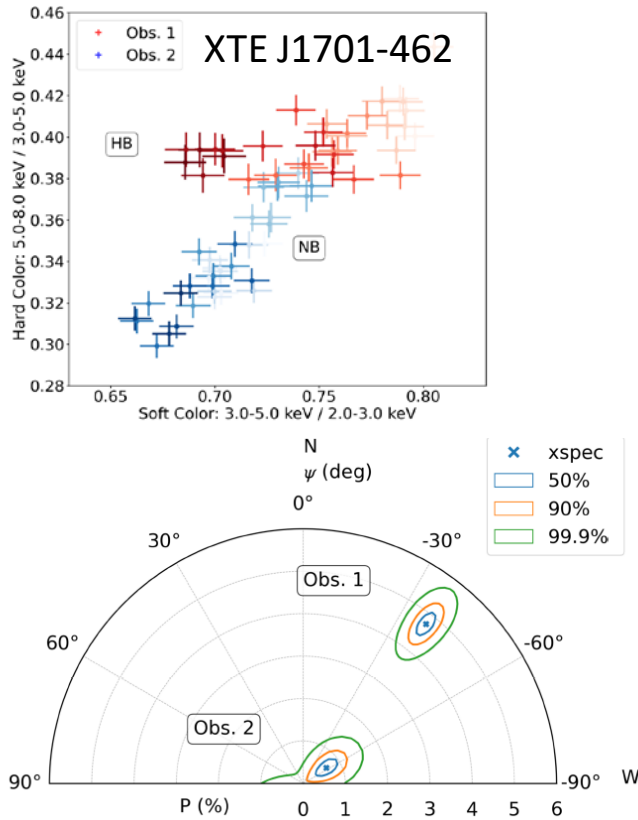 XTE J1701-462
Obs. 1
Obs. 2
HB
NB
Hard Color: 5.0-8.0 keV / 3.0-5.0 keV
0.46
0.44
0.42
0.40
0.38
0.36
0.34
0.32
0.30
0.28
0.65
0.70
0.75
0.80
Soft Color: 3.0-5.0 keV / 2.0-3.0 keV
N
ψ (deg)
0°
xspec
50%
90%
99.9%
30°
-30°
Obs. 1
60°
-60°
Obs. 2
90°
-90°
W
P (%)
0 1 2 3 4 5 6